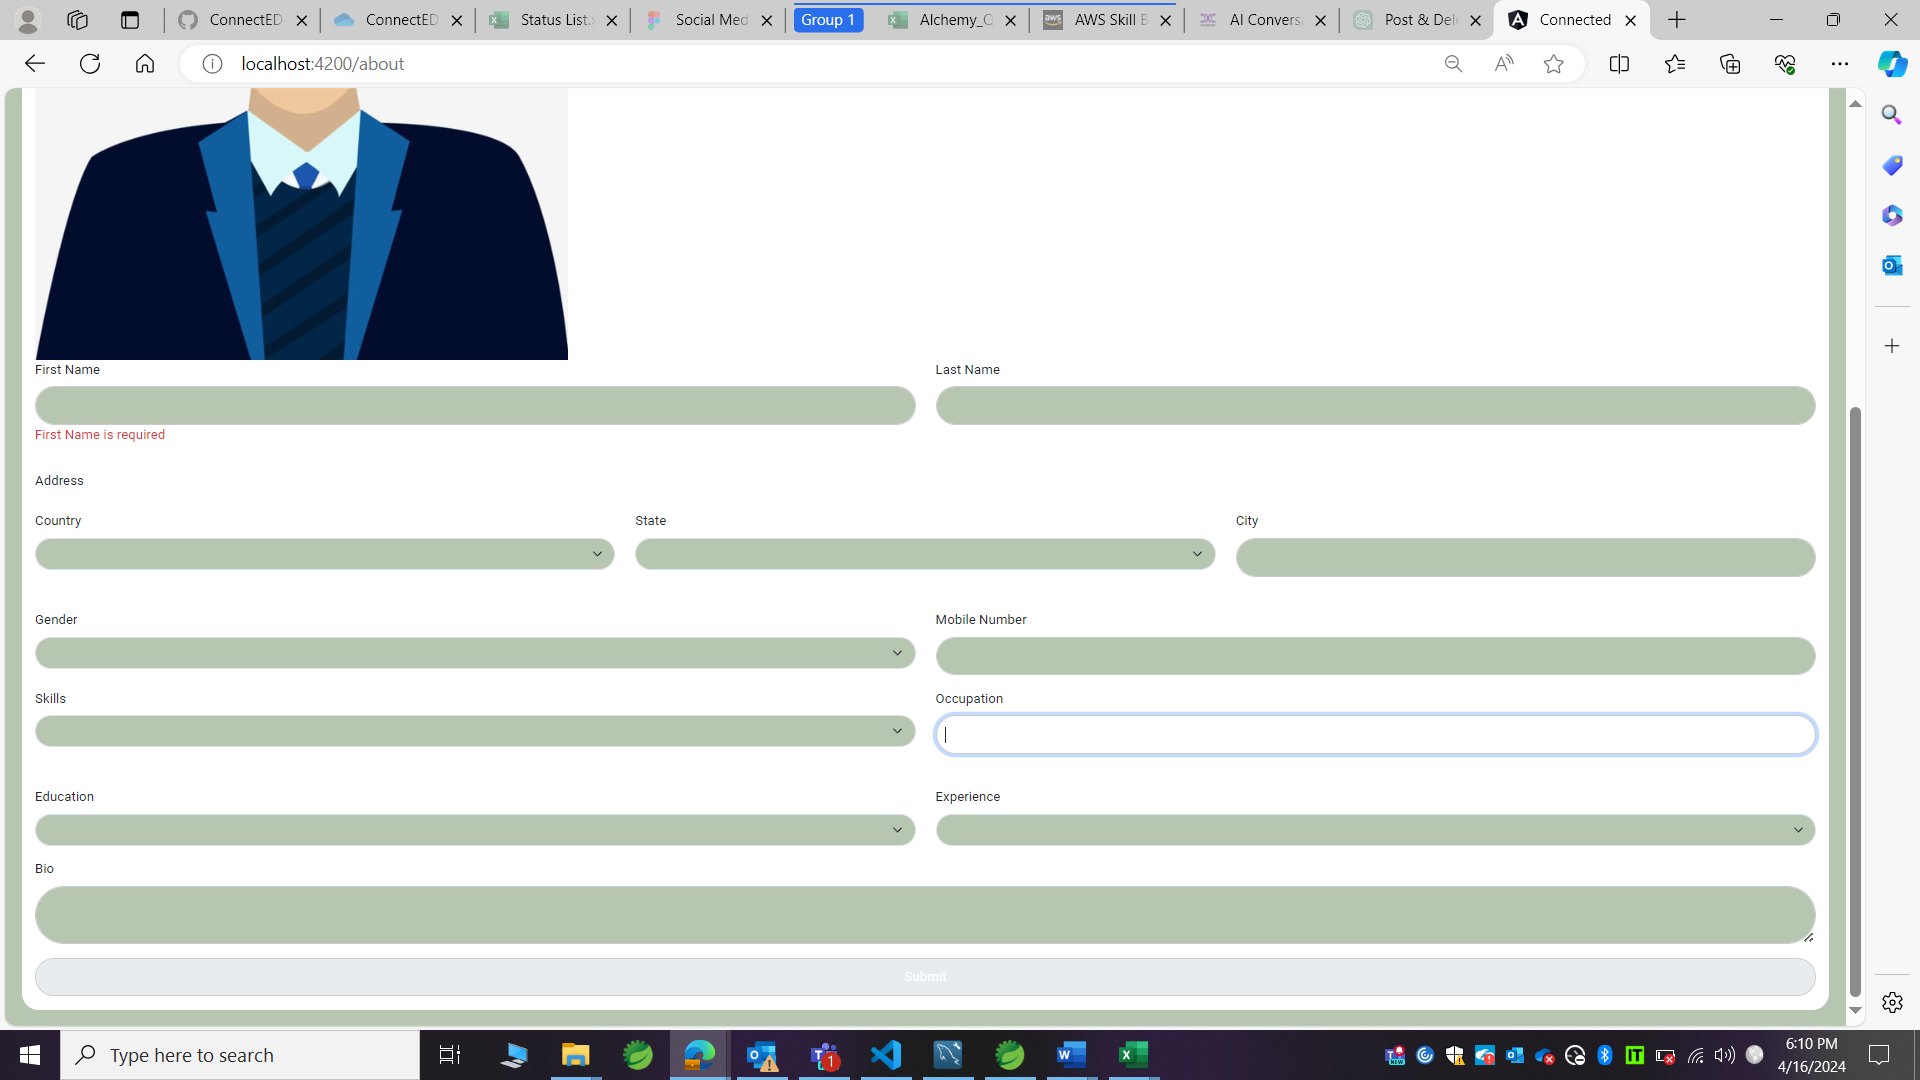 ConnectED
ConnectED
Status List.
Social Med
Group 1
Alchemy_
AWS Skill B
AI Convers
Post & Del
Connected
localhost:4200/about
First Name
Last Name
First Name is required
Address
Country
State
City
Gender
Mobile Number
Skills
Occupation
Education
Experience
Bio
Submit
Type here to search
6:10 PM
4/16/2024